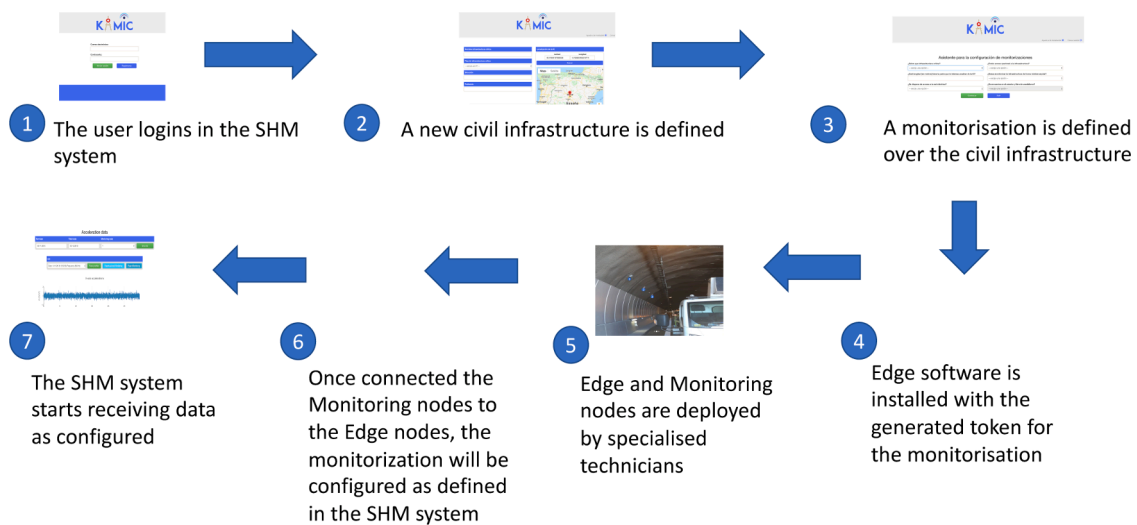 KAMIC
1
The user logins in the SHM
system
KAMIC
2
A new civil infrastructure is defined
KAMIC
Asistente para la configuración de monitorizaciones
3
A monitorisation is defined
over the civil infrastructure
4
Edge software is
installed with the
generated token for
the monitorisation
5
Edge and Monitoring
nodes are deployed
by specialised
technicians
6
Once connected the
Monitoring nodes to
the Edge nodes, the
monitorization will be
configured as defined
in the SHM system
Acceleration data
7
The SHM system
starts receiving data
as configured